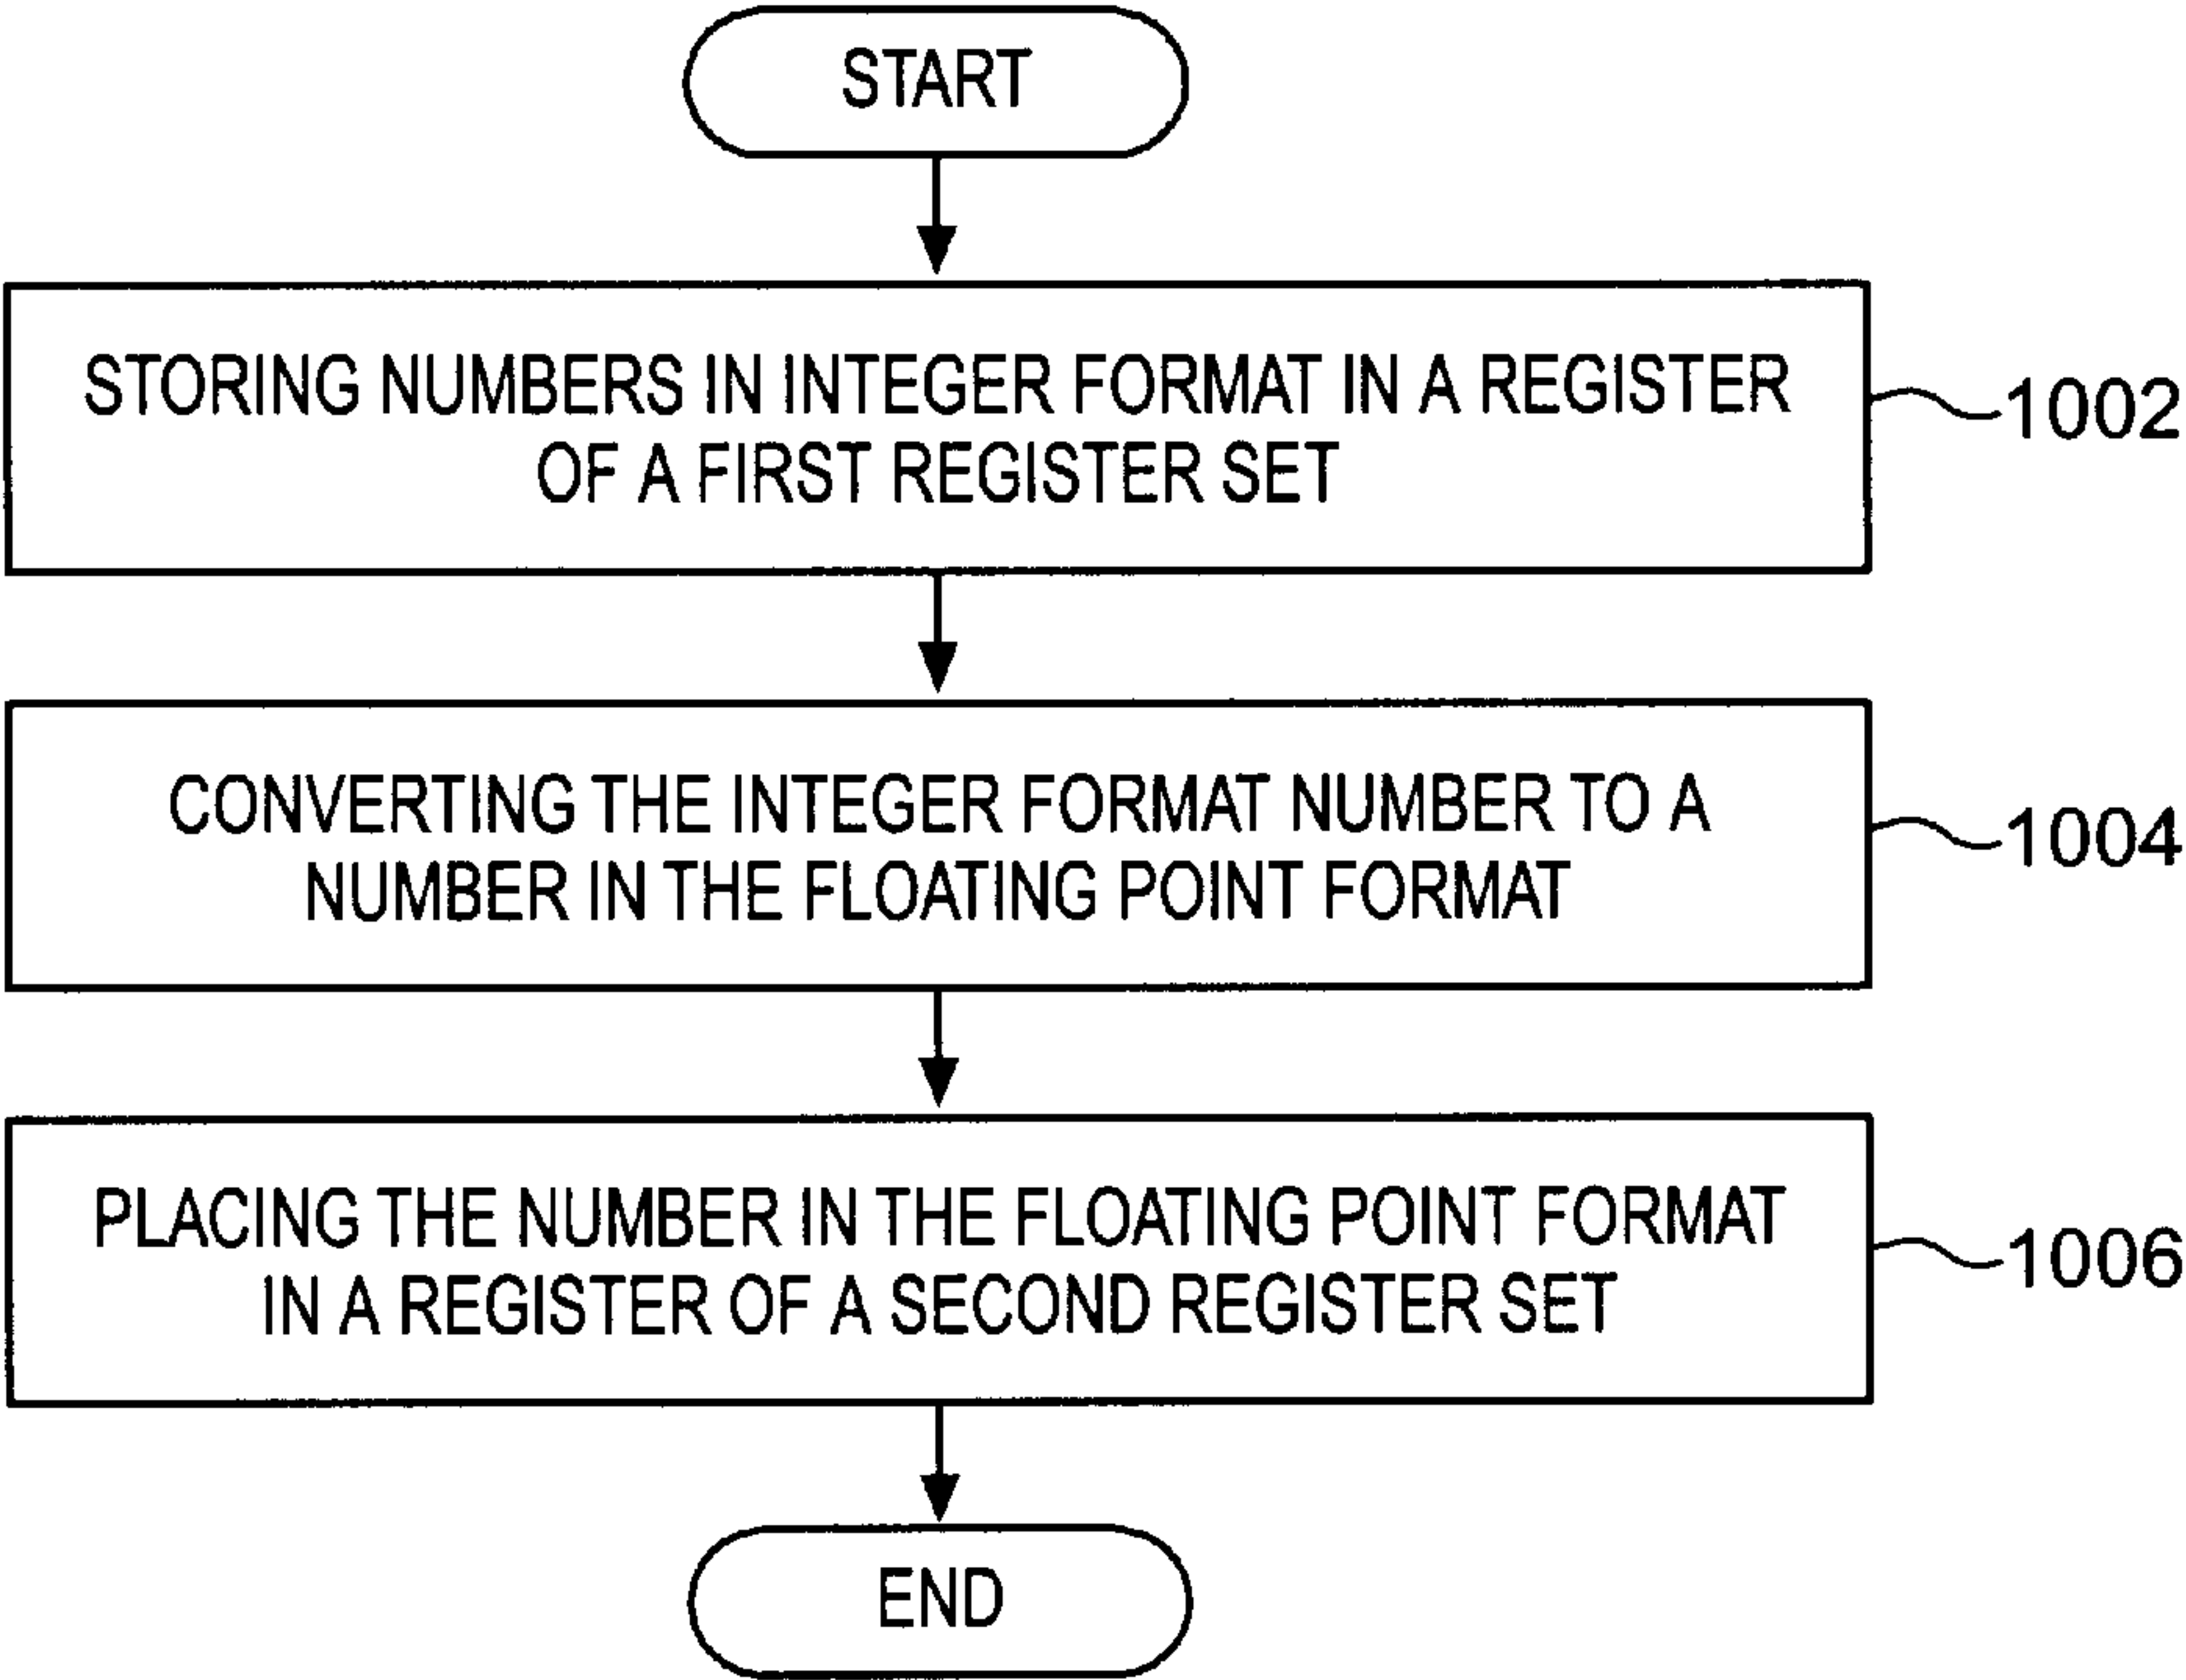 START
STORING NUMBERS IN INTEGER FORMAT IN A REGISTER
OF A FIRST REGISTER SET
1002
CONVERTING THE INTEGER FORMAT NUMBER TO A
NUMBER IN THE FLOATING POINT FORMAT
1004
PLACING THE NUMBER IN THE FLOATING POINT FORMAT
IN A REGISTER OF A SECOND REGISTER SET
1006
END